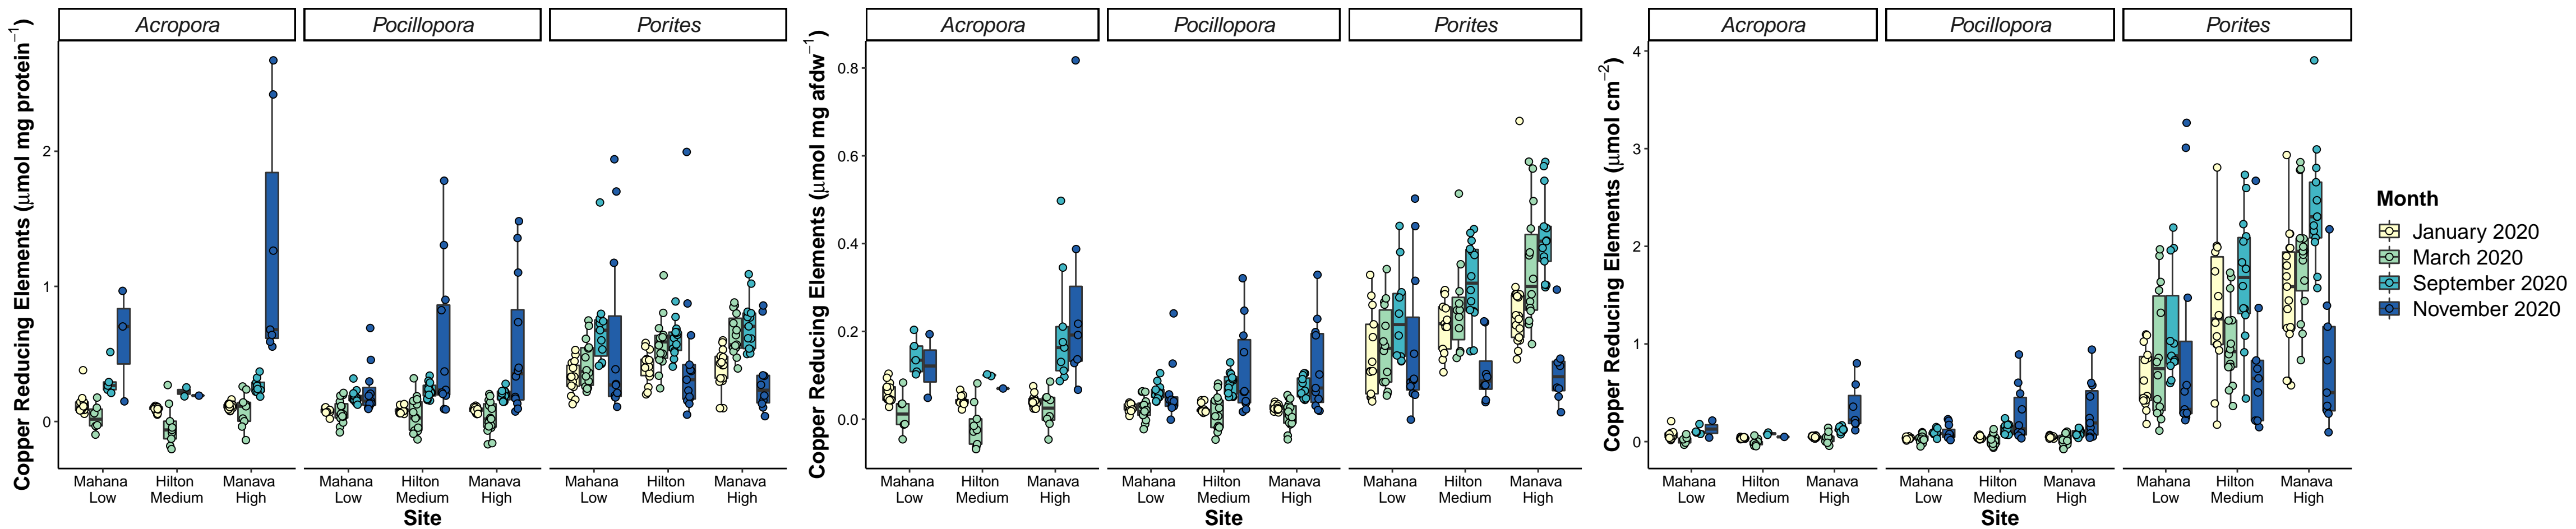 Copper Reducing Elements (μmol mg protein⁻¹)
Acropora
Pocillopora
Porites
2
1
0
Mahana Low
Hilton Medium
Manava High
Mahana Low
Hilton Medium
Manava High
Mahana Low
Hilton Medium
Manava High
Site
Copper Reducing Elements (μmol mg afdw⁻¹)
Acropora
Pocillopora
Porites
0.8
0.6
0.4
0.2
0.0
Mahana Low
Hilton Medium
Manava High
Mahana Low
Hilton Medium
Manava High
Mahana Low
Hilton Medium
Manava High
Site
Copper Reducing Elements (μmol cm⁻²)
Acropora
Pocillopora
Porites
4
3
2
1
0
Mahana Low
Hilton Medium
Manava High
Mahana Low
Hilton Medium
Manava High
Mahana Low
Hilton Medium
Manava High
Site
Month
January 2020
March 2020
September 2020
November 2020